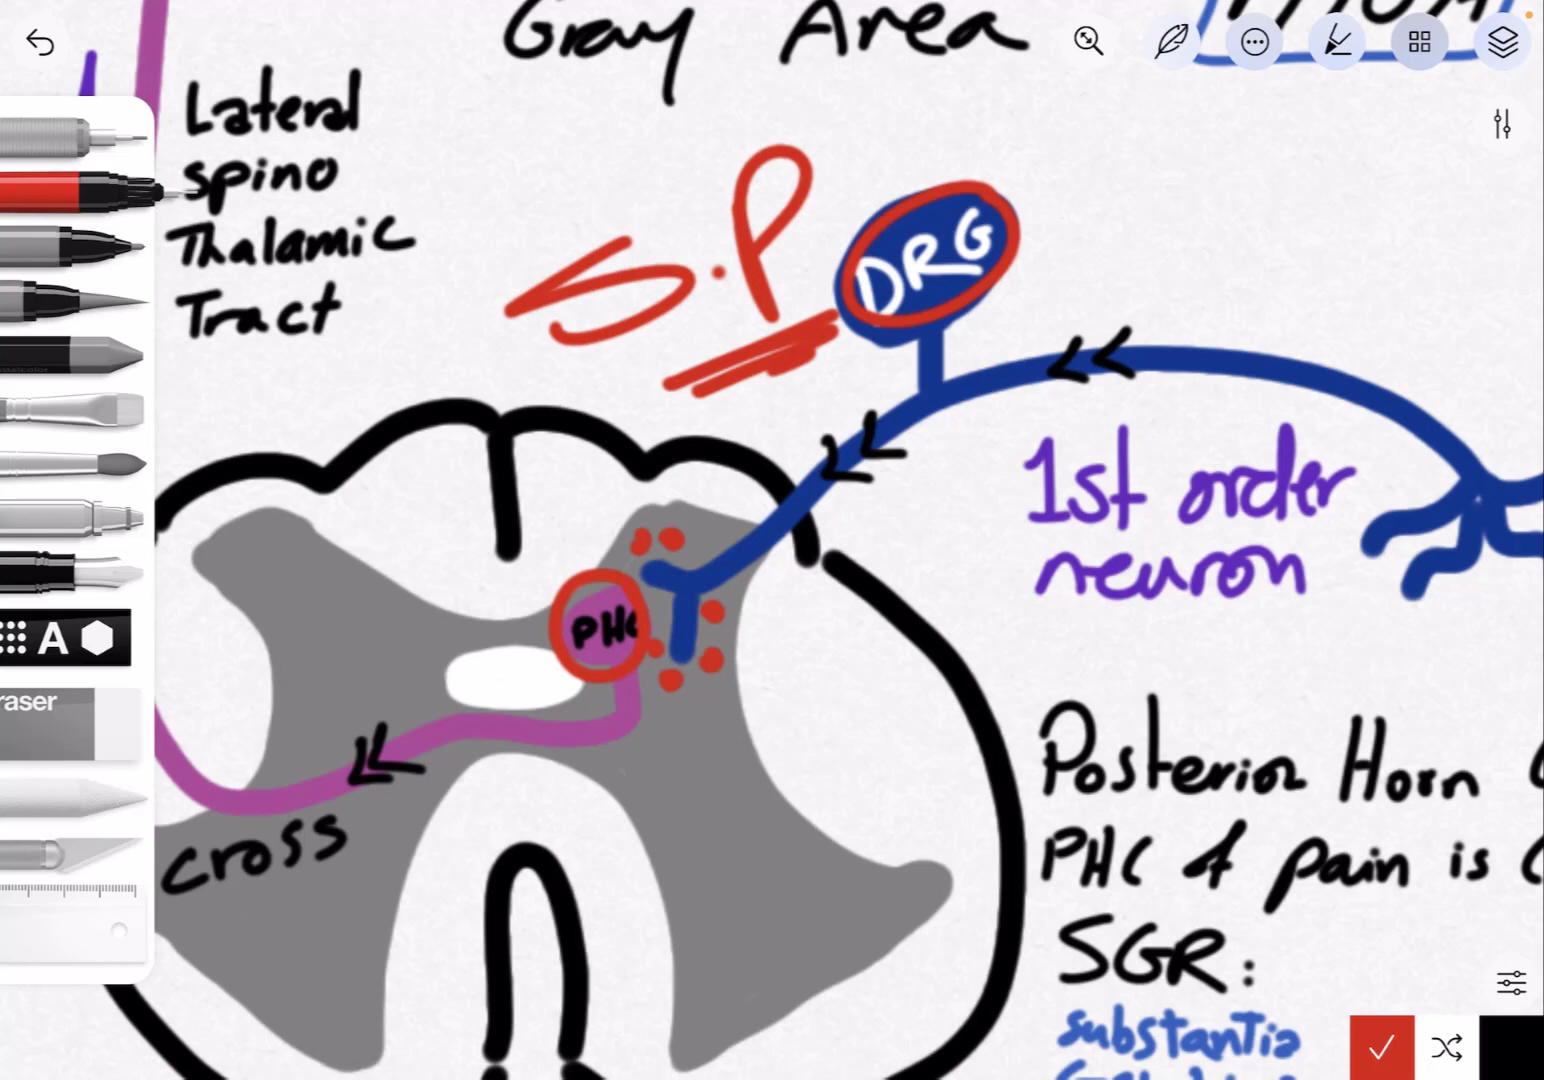 Gray Area
Lateral
spino
Thalamic
Tract
S.P
DRG
1st order
neuron
PHC
cross
Posterior Horn
PHC of pain is
SGR:
substantia
A
raser